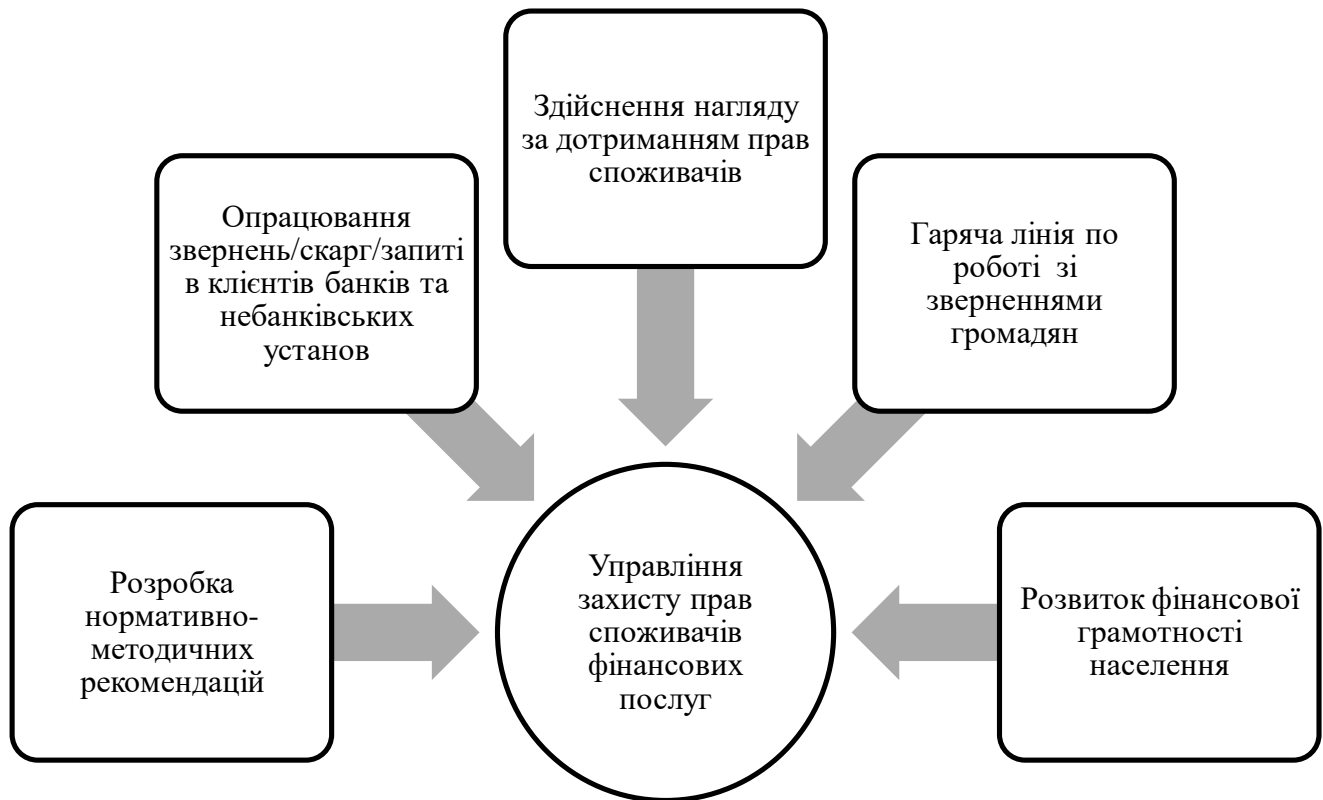 Здійснення нагляду
за дотриманням прав
споживачів
Опрацювання
звернень/скарг/запиті
в клієнтів банків та
небанківських
установ
Гаряча лінія по
роботі зі
зверненнями
громадян
Розробка
нормативно-
методичних
рекомендацій
Управління
захисту прав
споживачів
фінансових
послуг
Розвиток фінансової
грамотності
населення